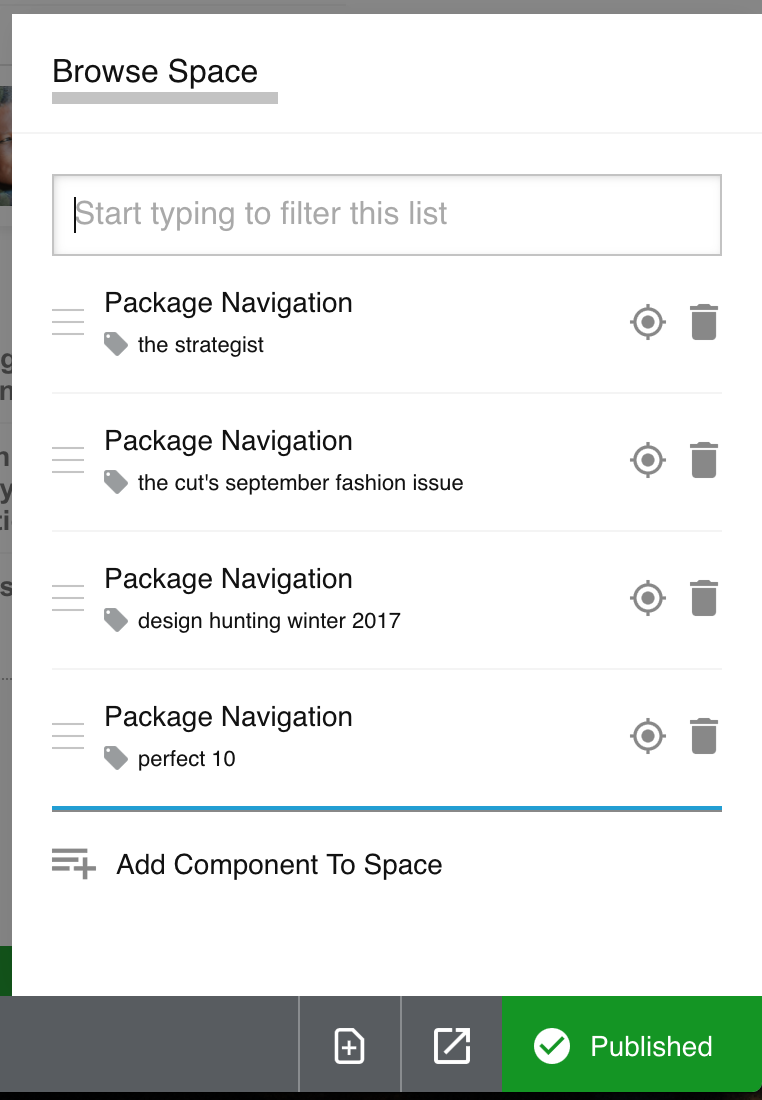 Browse Space
Start typing to filter this list
Package Navigation
the strategist
Package Navigation
the cut's september fashion issue
Package Navigation
design hunting winter 2017
Package Navigation
perfect 10
Add Component To Space
Published